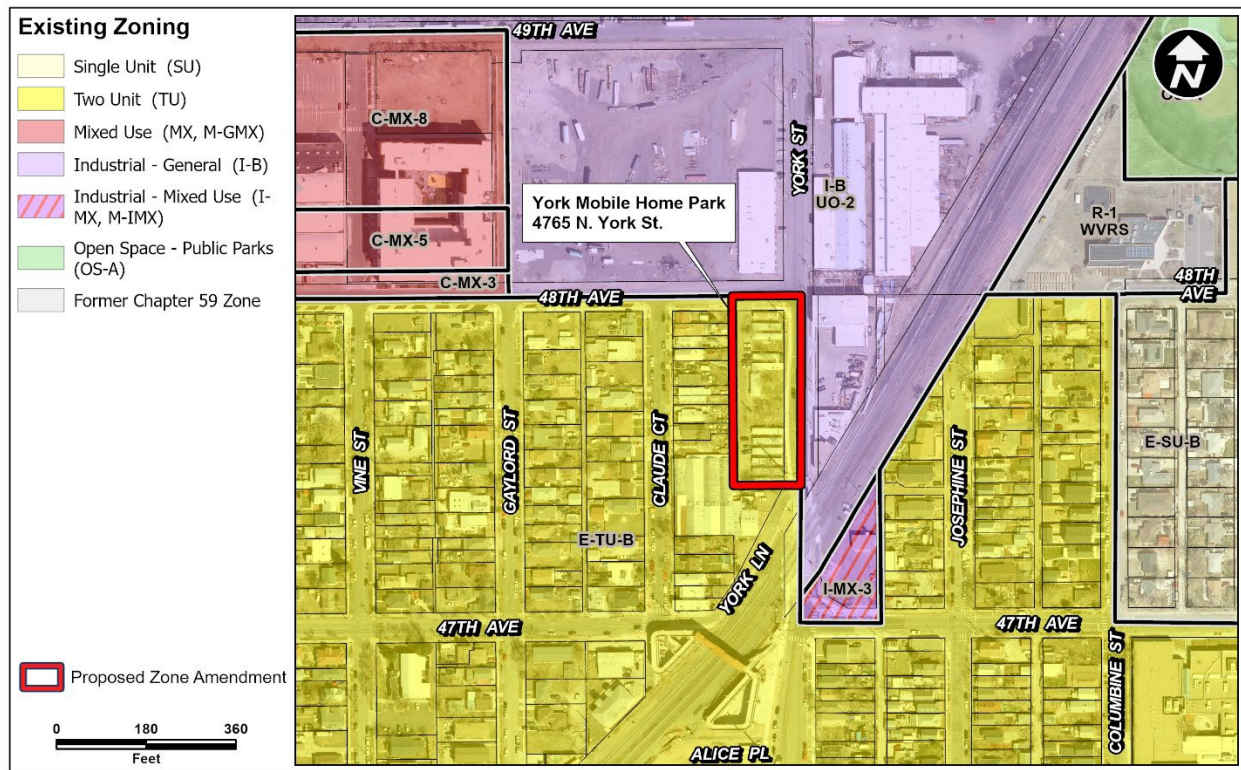 Existing Zoning
Single Unit (SU)
Two Unit (TU)
Mixed Use (MX, M-GMX)
Industrial - General (I-B)
Industrial - Mixed Use (I-
MX, M-IMX)
Open Space - Public Parks
(OS-A)
Former Chapter 59 Zone
Proposed Zone Amendment
0 180 360
Feet
49TH AVE
N
C-MX-8
YORK ST
I-B
UO-2
York Mobile Home Park
4765 N. York St.
R-1
WVRS
C-MX-5
C-MX-3
48TH AVE
48TH
AVE
VINE ST
GAYLORD ST
CLAUDE CT
JOSEPHINE ST
E-SU-B
E-TU-B
YORK LN
I-MX-3
47TH AVE
47TH AVE
COLUMBINE ST
ALICE PL